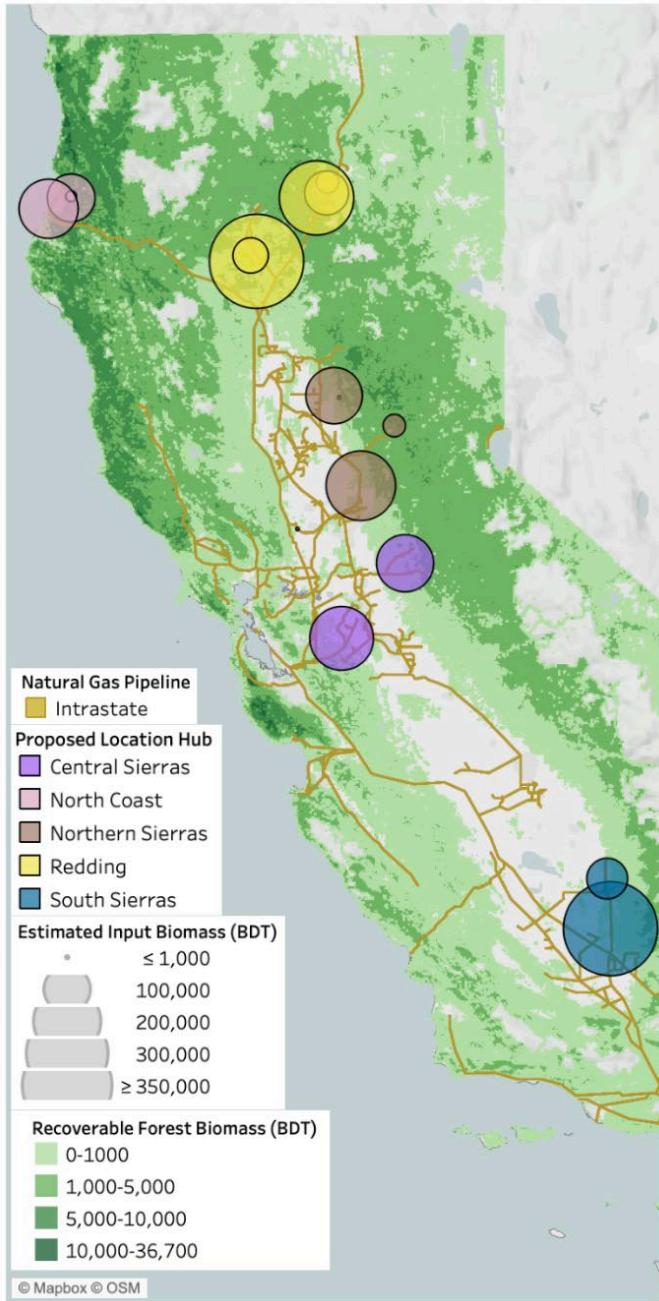 Natural Gas Pipeline
Intrastate
Proposed Location Hub
Central Sierras
North Coast
Northern Sierras
Redding
South Sierras
Estimated Input Biomass (BDT)
≤ 1,000
100,000
200,000
300,000
≥ 350,000
Recoverable Forest Biomass (BDT)
0-1000
1,000-5,000
5,000-10,000
10,000-36,700
© Mapbox © OSM